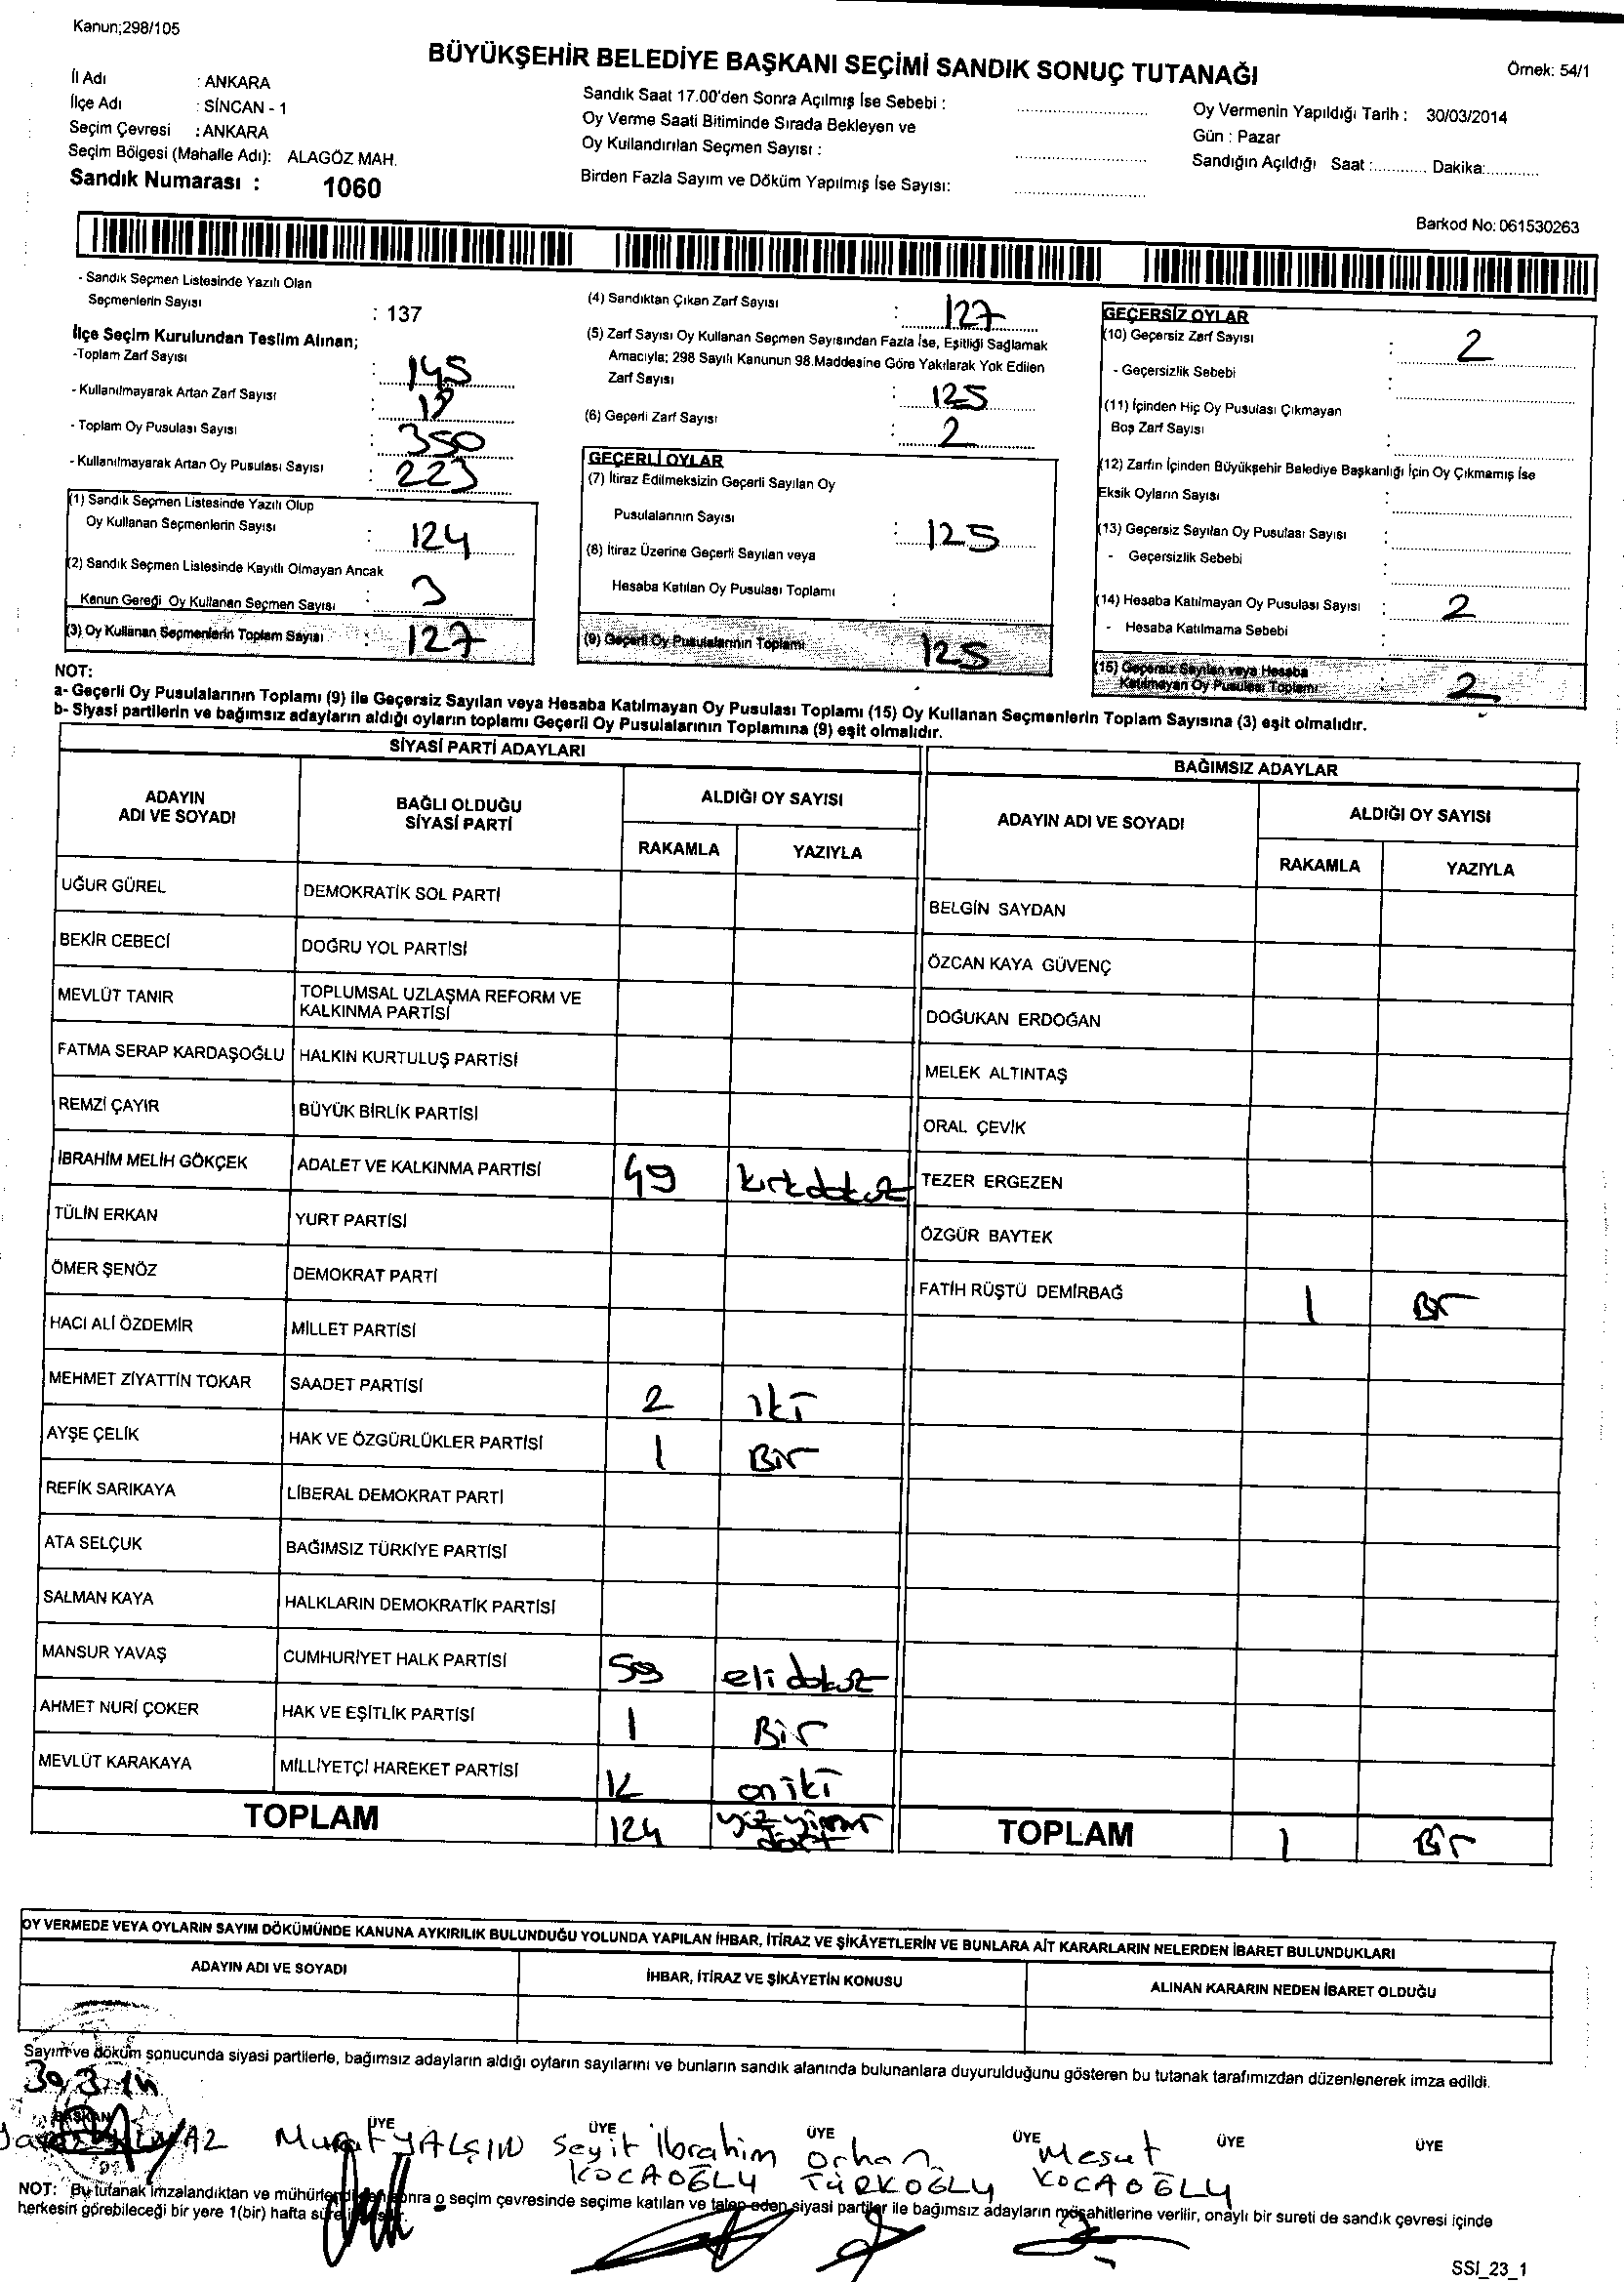 Kanun;298/105
BÜYÜKŞEHİR BELEDİYE BAŞKANI SEÇİMİ SANDIK SONUÇ TUTANAĞI
Örnek: 54/1
İl Adı : ANKARA
İlçe Adı : SİNCAN - 1
Seçim Çevresi : ANKARA
Seçim Bölgesi (Mahalle Adı): ALAGÖZ MAH.
Sandık Numarası : 1060
Sandık Saat 17.00'den Sonra Açılmış İse Sebebi :
Oy Verme Saati Bitiminde Sırada Bekleyen ve
Oy Kullandırılan Seçmen Sayısı :
Birden Fazla Sayım ve Döküm Yapılmış İse Sayısı:
Oy Vermenin Yapıldığı Tarih : 30/03/2014
Gün : Pazar
Sandığın Açıldığı Saat :............ Dakika:............
Barkod No: 061530263
- Sandık Seçmen Listesinde Yazılı Olan
Seçmenlerin Sayısı : 137
İlçe Seçim Kurulundan Teslim Alınan;
-Toplam Zarf Sayısı : 145
- Kullanılmayarak Artan Zarf Sayısı :
- Toplam Oy Pusulası Sayısı : 350
- Kullanılmayarak Artan Oy Pusulası Sayısı : 223
(1) Sandık Seçmen Listesinde Yazılı Olup
Oy Kullanan Seçmenlerin Sayısı : 124
(2) Sandık Seçmen Listesinde Kayıtlı Olmayan Ancak
Kanun Gereği Oy Kullanan Seçmen Sayısı : 3
(3) Oy Kullanan Seçmenlerin Toplam Sayısı : 127
(4) Sandıktan Çıkan Zarf Sayısı : 127
(5) Zarf Sayısı Oy Kullanan Seçmen Sayısından Fazla İse, Eşitliği Sağlamak
Amacıyla; 298 Sayılı Kanunun 98.Maddesine Göre Yakılarak Yok Edilen
Zarf Sayısı : 125
(6) Geçerli Zarf Sayısı : 2
GEÇERLİ OYLAR
(7) İtiraz Edilmeksizin Geçerli Sayılan Oy
Pusulalarının Sayısı : 125
(8) İtiraz Üzerine Geçerli Sayılan veya
Hesaba Katılan Oy Pusulası Toplamı :
(9) Geçerli Oy Pusulalarının Toplamı 125
GEÇERSİZ OYLAR
(10) Geçersiz Zarf Sayısı : 2
- Geçersizlik Sebebi :
(11) İçinden Hiç Oy Pusulası Çıkmayan
Boş Zarf Sayısı :
(12) Zarfın İçinden Büyükşehir Belediye Başkanlığı İçin Oy Çıkmamış İse
Eksik Oyların Sayısı :
(13) Geçersiz Sayılan Oy Pusulası Sayısı :
- Geçersizlik Sebebi :
(14) Hesaba Katılmayan Oy Pusulası Sayısı : 2
- Hesaba Katılmama Sebebi :
(15) Geçersiz Sayılan veya Hesaba
Katılmayan Oy Pusulası Toplamı : 2
NOT:
a- Geçerli Oy Pusulalarının Toplamı (9) ile Geçersiz Sayılan veya Hesaba Katılmayan Oy Pusulası Toplamı (15) Oy Kullanan Seçmenlerin Toplam Sayısına (3) eşit olmalıdır.
b- Siyasi partilerin ve bağımsız adayların aldığı oyların toplamı Geçerli Oy Pusulalarının Toplamına (9) eşit olmalıdır.
SİYASİ PARTİ ADAYLARI
ADAYIN
ADI VE SOYADI
BAĞLI OLDUĞU
SİYASİ PARTİ
ALDIĞI OY SAYISI
RAKAMLA YAZIYLA
UĞUR GÜREL DEMOKRATİK SOL PARTİ
BEKİR CEBECİ DOĞRU YOL PARTİSİ
MEVLÜT TANIR TOPLUMSAL UZLAŞMA REFORM VE
KALKINMA PARTİSİ
FATMA SERAP KARDAŞOĞLU HALKIN KURTULUŞ PARTİSİ
REMZİ ÇAYIR BÜYÜK BİRLİK PARTİSİ
İBRAHİM MELİH GÖKÇEK ADALET VE KALKINMA PARTİSİ 49 kırkdokuz
TÜLİN ERKAN YURT PARTİSİ
ÖMER ŞENÖZ DEMOKRAT PARTİ
HACI ALİ ÖZDEMİR MİLLET PARTİSİ
MEHMET ZİYATTİN TOKAR SAADET PARTİSİ 2 iki
AYŞE ÇELİK HAK VE ÖZGÜRLÜKLER PARTİSİ 1 Bir
REFİK SARIKAYA LİBERAL DEMOKRAT PARTİ
ATA SELÇUK BAĞIMSIZ TÜRKİYE PARTİSİ
SALMAN KAYA HALKLARIN DEMOKRATİK PARTİSİ
MANSUR YAVAŞ CUMHURİYET HALK PARTİSİ 59 eli dokuz
AHMET NURİ ÇOKER HAK VE EŞİTLİK PARTİSİ 1 Bir
MEVLÜT KARAKAYA MİLLİYETÇİ HAREKET PARTİSİ 12 oniki
TOPLAM 124 yüz yirmi
dört
BAĞIMSIZ ADAYLAR
ADAYIN ADI VE SOYADI
ALDIĞI OY SAYISI
RAKAMLA YAZIYLA
BELGİN SAYDAN
ÖZCAN KAYA GÜVENÇ
DOĞUKAN ERDOĞAN
MELEK ALTINTAŞ
ORAL ÇEVİK
TEZER ERGEZEN
ÖZGÜR BAYTEK
FATİH RÜŞTÜ DEMİRBAĞ 1 Bir
TOPLAM 1 Bir
OY VERMEDE VEYA OYLARIN SAYIM DÖKÜMÜNDE KANUNA AYKIRILIK BULUNDUĞU YOLUNDA YAPILAN İHBAR, İTİRAZ VE ŞİKÂYETLERİN VE BUNLARA AİT KARARLARIN NELERDEN İBARET BULUNDUKLARI
ADAYIN ADI VE SOYADI İHBAR, İTİRAZ VE ŞİKÂYETİN KONUSU ALINAN KARARIN NEDEN İBARET OLDUĞU
Sayım ve döküm sonucunda siyasi partilerle, bağımsız adayların aldığı oyların sayılarını ve bunların sandık alanında bulunanlara duyurulduğunu gösteren bu tutanak tarafımızdan düzenlenerek imza edildi.
30.3.14
BAŞKAN ÜYE ÜYE ÜYE ÜYE ÜYE ÜYE
Murat YALÇIN Seyit İbrahim Orhan Mesut
KOCAOĞLU TÜRKOĞLU KOCAOĞLU
NOT: Bu tutanak imzalandıktan ve mühürlendikten sonra o seçim çevresinde seçime katılan ve talep eden siyasi partiler ile bağımsız adayların müşahitlerine verilir, onaylı bir sureti de sandık çevresi içinde
herkesin görebileceği bir yere 1(bir) hafta süre
SSİ_23_1